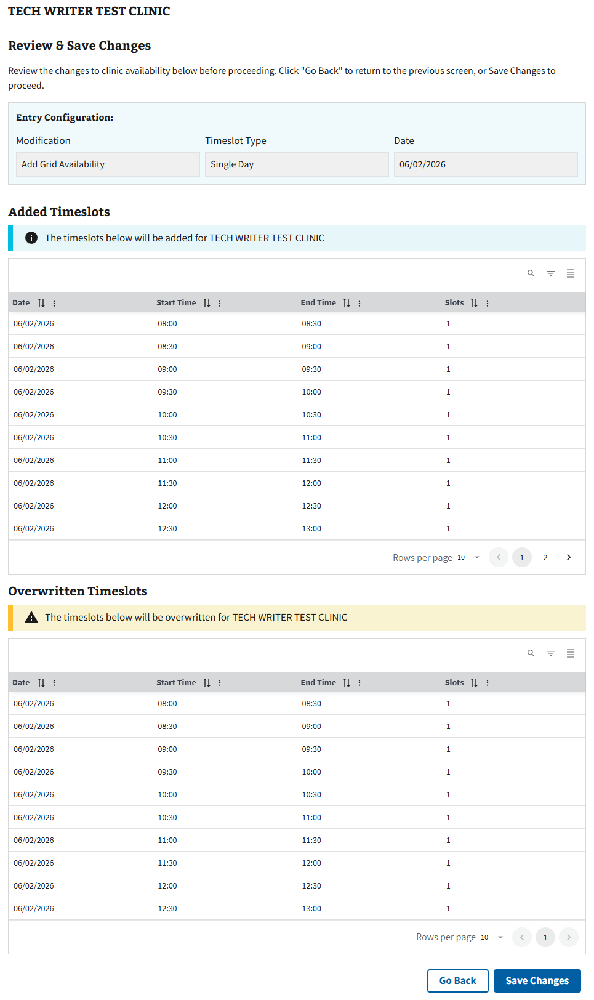 TECH WRITER TEST CLINIC
Review & Save Changes
Review the changes to clinic availability below before proceeding. Click "Go Back" to return to the previous screen, or Save Changes to
proceed.
Entry Configuration:
Modification Timeslot Type Date
Add Grid Availability Single Day 06/02/2026
Added Timeslots
The timeslots below will be added for TECH WRITER TEST CLINIC
Date Start Time End Time Slots
06/02/2026 08:00 08:30 1
06/02/2026 08:30 09:00 1
06/02/2026 09:00 09:30 1
06/02/2026 09:30 10:00 1
06/02/2026 10:00 10:30 1
06/02/2026 10:30 11:00 1
06/02/2026 11:00 11:30 1
06/02/2026 11:30 12:00 1
06/02/2026 12:00 12:30 1
06/02/2026 12:30 13:00 1
Rows per page 10 1 2
Overwritten Timeslots
The timeslots below will be overwritten for TECH WRITER TEST CLINIC
Date Start Time End Time Slots
06/02/2026 08:00 08:30 1
06/02/2026 08:30 09:00 1
06/02/2026 09:00 09:30 1
06/02/2026 09:30 10:00 1
06/02/2026 10:00 10:30 1
06/02/2026 10:30 11:00 1
06/02/2026 11:00 11:30 1
06/02/2026 11:30 12:00 1
06/02/2026 12:00 12:30 1
06/02/2026 12:30 13:00 1
Rows per page 10 1
Go Back Save Changes